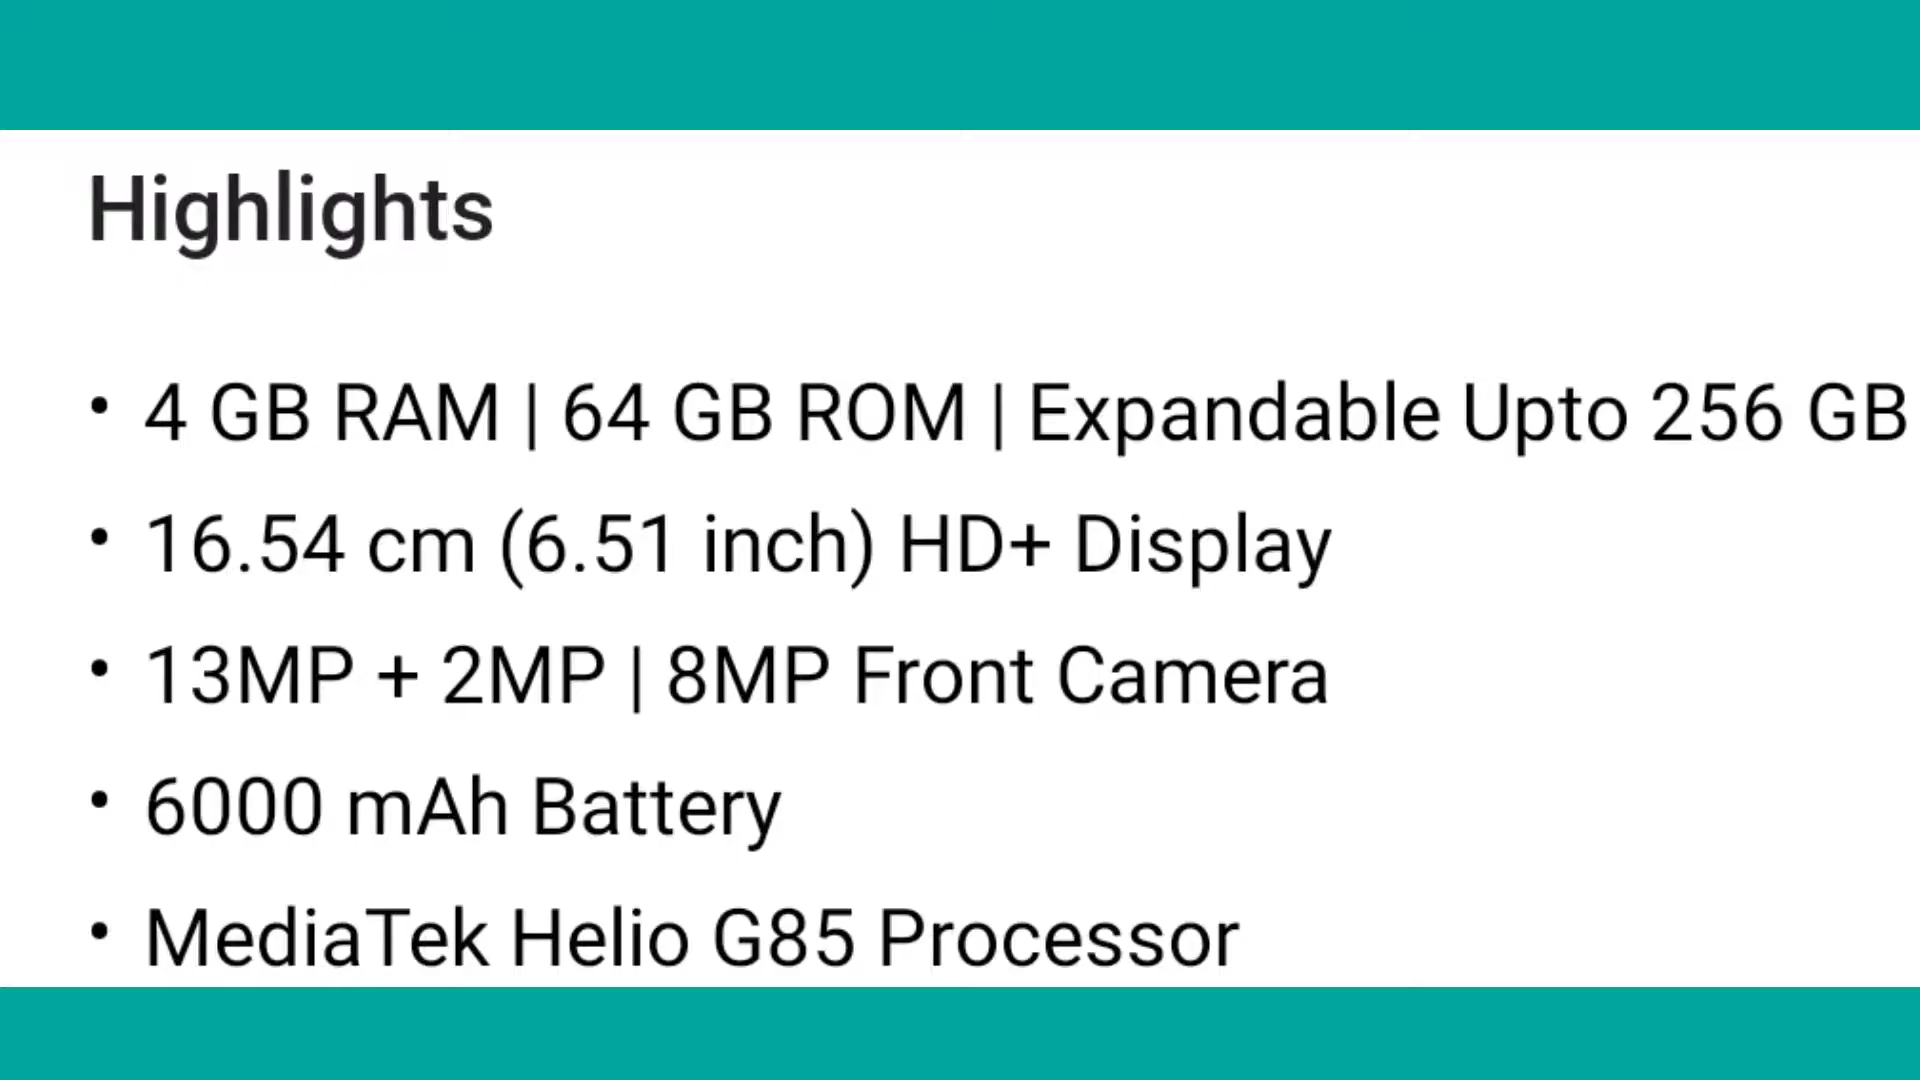 Highlights
• 4 GB RAM | 64 GB ROM | Expandable Upto 256 GB
• 16.54 cm (6.51 inch) HD+ Display
• 13MP + 2MP | 8MP Front Camera
• 6000 mAh Battery
• MediaTek Helio G85 Processor